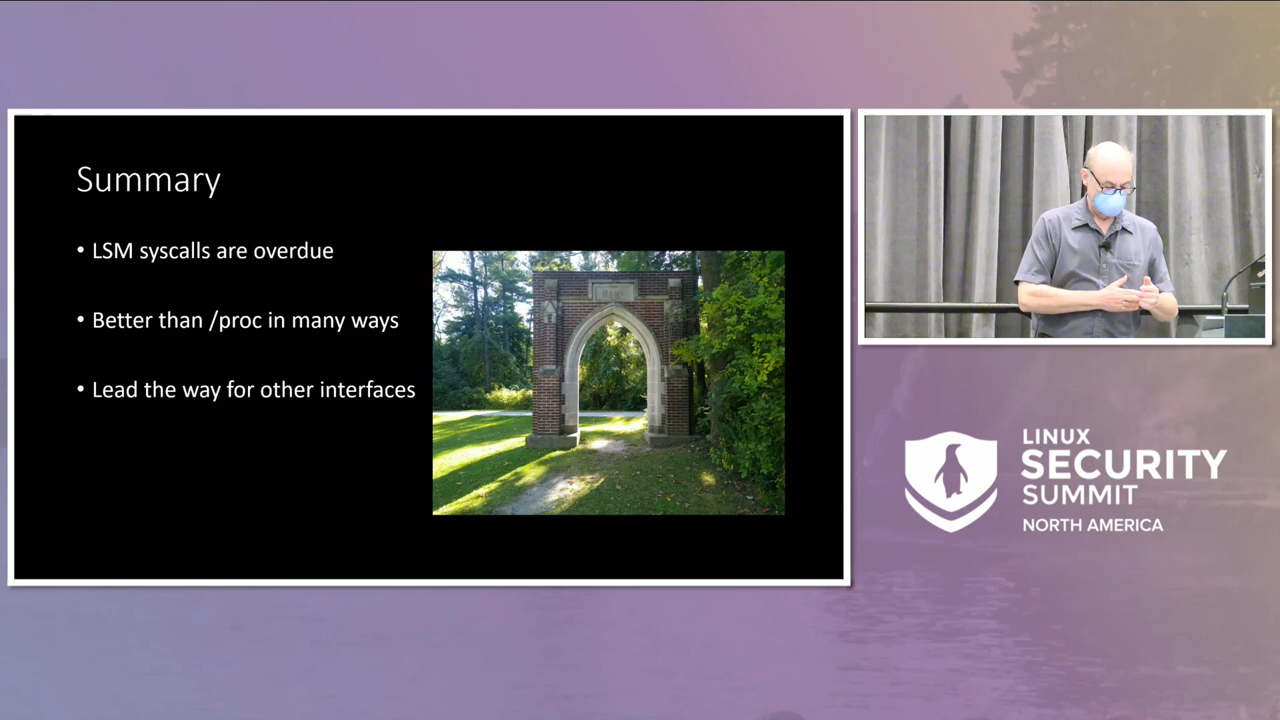 Summary
• LSM syscalls are overdue
• Better than /proc in many ways
• Lead the way for other interfaces
LINUX
SECURITY
SUMMIT
NORTH AMERICA